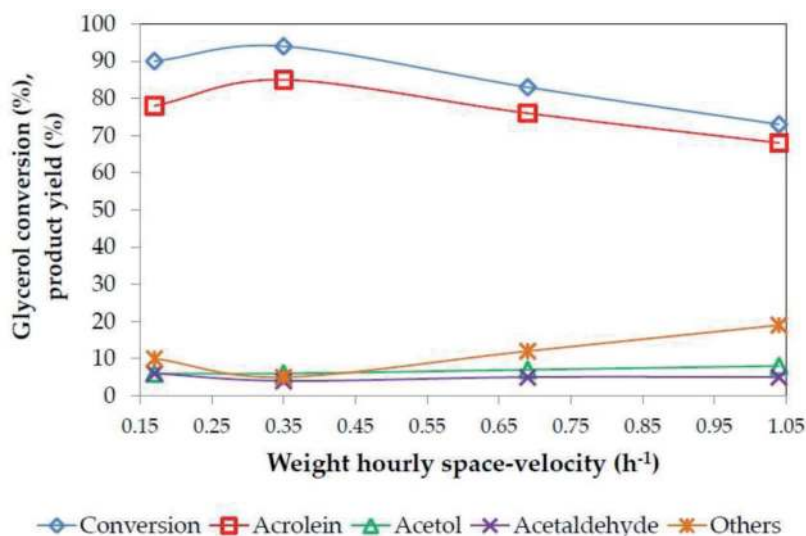 100
90
80
70
60
50
40
30
20
10
0
Glycerol conversion (%),
product yield (%)
0.15 0.25 0.35 0.45 0.55 0.65 0.75 0.85 0.95 1.05
Weight hourly space-velocity (h⁻¹)
Conversion Acrolein Acetol Acetaldehyde Others